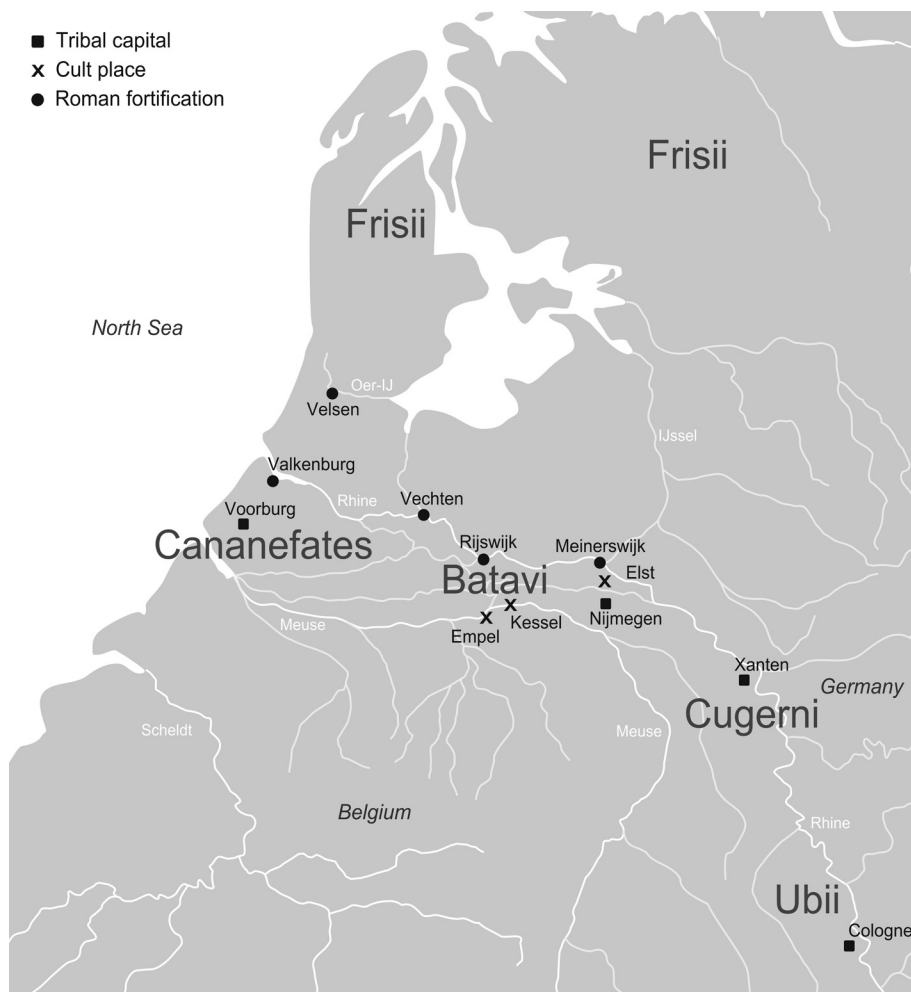 Tribal capital
Cult place
Roman fortification
Frisii
Frisii
North Sea
Oer-IJ
Velsen
IJssel
Valkenburg
Rhine
Vechten
Voorburg
Cananefates
Rijswijk
Meinerswijk
Batavi
Elst
Kessel
Nijmegen
Meuse
Empel
Xanten
Germany
Cugerni
Scheldt
Meuse
Belgium
Rhine
Ubii
Cologne